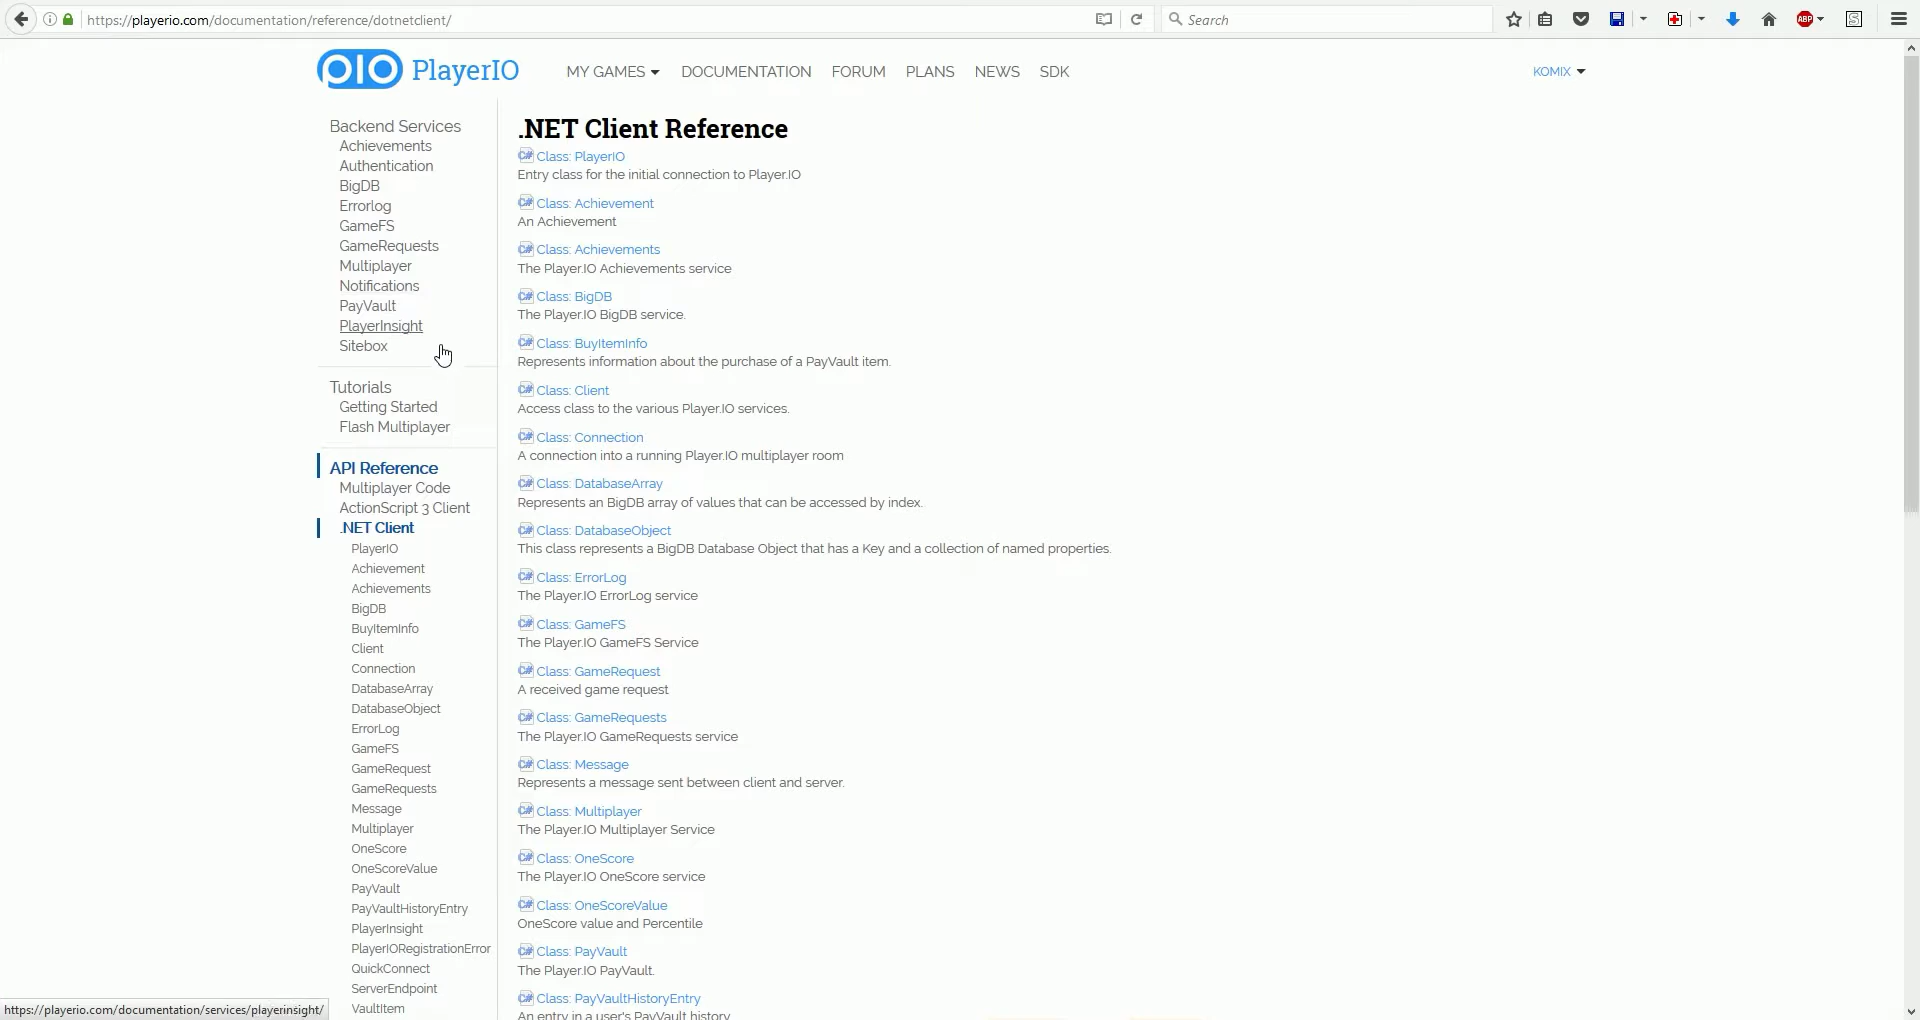 https://playerio.com/documentation/reference/dotnetclient/
Search
ABP
S
pio PlayerIO
MY GAMES
DOCUMENTATION
FORUM
PLANS
NEWS
SDK
KOMIX
Backend Services
Achievements
Authentication
BigDB
Errorlog
GameFS
GameRequests
Multiplayer
Notifications
PayVault
PlayerInsight
Sitebox
Tutorials
Getting Started
Flash Multiplayer
API Reference
Multiplayer Code
ActionScript 3 Client
.NET Client
PlayerIO
Achievement
Achievements
BigDB
BuyItemInfo
Client
Connection
DatabaseArray
DatabaseObject
ErrorLog
GameFS
GameRequest
GameRequests
Message
Multiplayer
OneScore
OneScoreValue
PayVault
PayVaultHistoryEntry
PlayerInsight
PlayerIORegistrationError
QuickConnect
ServerEndpoint
VaultItem
.NET Client Reference
C# Class: PlayerIO
Entry class for the initial connection to Player.IO
C# Class: Achievement
An Achievement
C# Class: Achievements
The Player.IO Achievements service
C# Class: BigDB
The Player.IO BigDB service.
C# Class: BuyItemInfo
Represents information about the purchase of a PayVault item.
C# Class: Client
Access class to the various Player.IO services.
C# Class: Connection
A connection into a running Player.IO multiplayer room
C# Class: DatabaseArray
Represents an BigDB array of values that can be accessed by index.
C# Class: DatabaseObject
This class represents a BigDB Database Object that has a Key and a collection of named properties.
C# Class: ErrorLog
The Player.IO ErrorLog service
C# Class: GameFS
The Player.IO GameFS Service
C# Class: GameRequest
A received game request
C# Class: GameRequests
The Player.IO GameRequests service
C# Class: Message
Represents a message sent between client and server.
C# Class: Multiplayer
The Player.IO Multiplayer Service
C# Class: OneScore
The Player.IO OneScore service
C# Class: OneScoreValue
OneScore value and Percentile
C# Class: PayVault
The Player.IO PayVault.
C# Class: PayVaultHistoryEntry
An entry in a user's PayVault history
https://playerio.com/documentation/services/playerinsight/